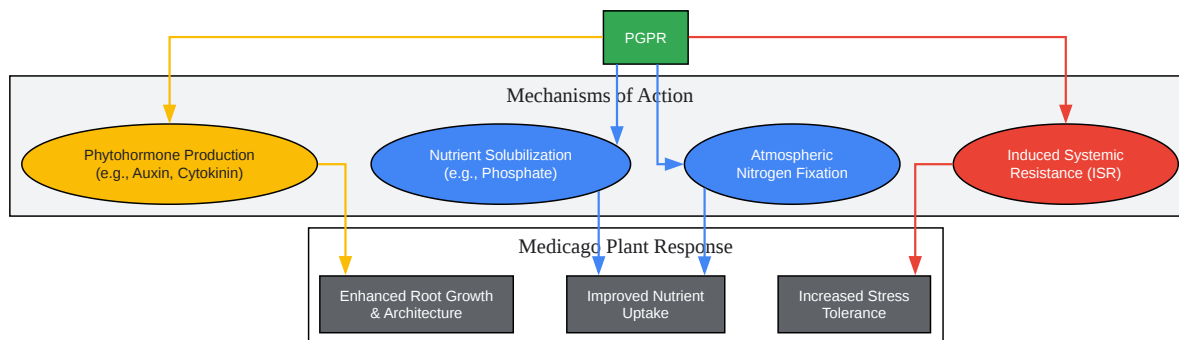 PGPR
Mechanisms of Action
Phytohormone Production
(e.g., Auxin, Cytokinin)
Nutrient Solubilization
(e.g., Phosphate)
Atmospheric
Nitrogen Fixation
Induced Systemic
Resistance (ISR)
Medicago Plant Response
Enhanced Root Growth
& Architecture
Improved Nutrient
Uptake
Increased Stress
Tolerance